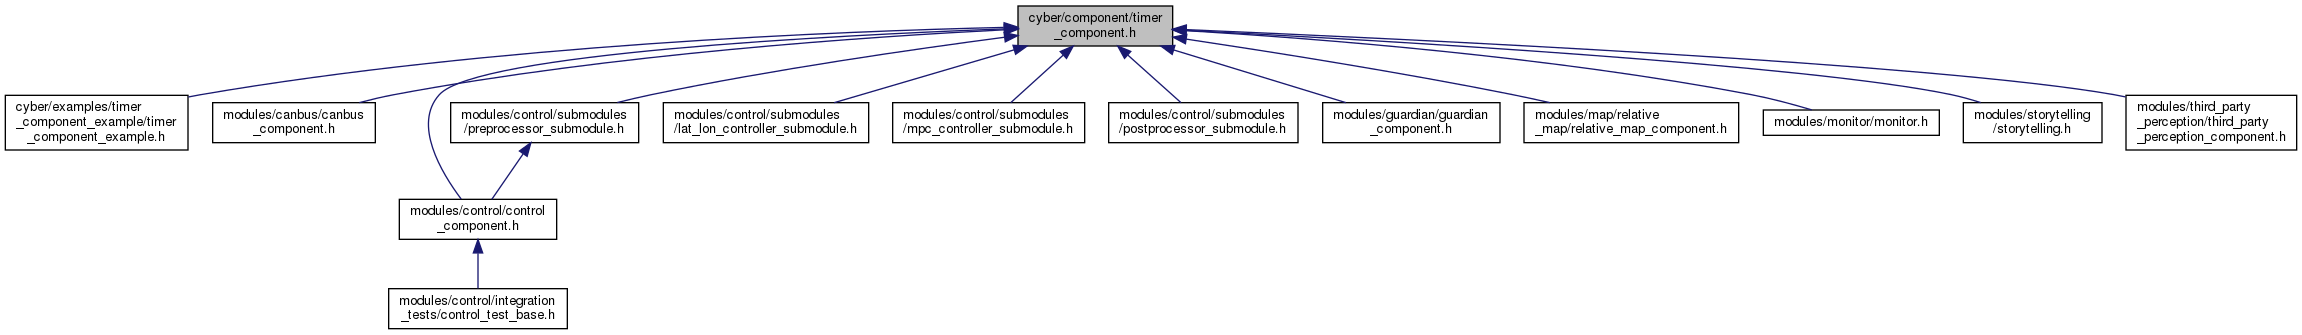 cyber/component/timer
_component.h
cyber/examples/timer
_component_example/timer
_component_example.h
modules/canbus/canbus
_component.h
modules/control/submodules
/preprocessor_submodule.h
modules/control/submodules
/lat_lon_controller_submodule.h
modules/control/submodules
/mpc_controller_submodule.h
modules/control/submodules
/postprocessor_submodule.h
modules/guardian/guardian
_component.h
modules/map/relative
_map/relative_map_component.h
modules/monitor/monitor.h
modules/storytelling
/storytelling.h
modules/third_party
_perception/third_party
_perception_component.h
modules/control/control
_component.h
modules/control/integration
_tests/control_test_base.h